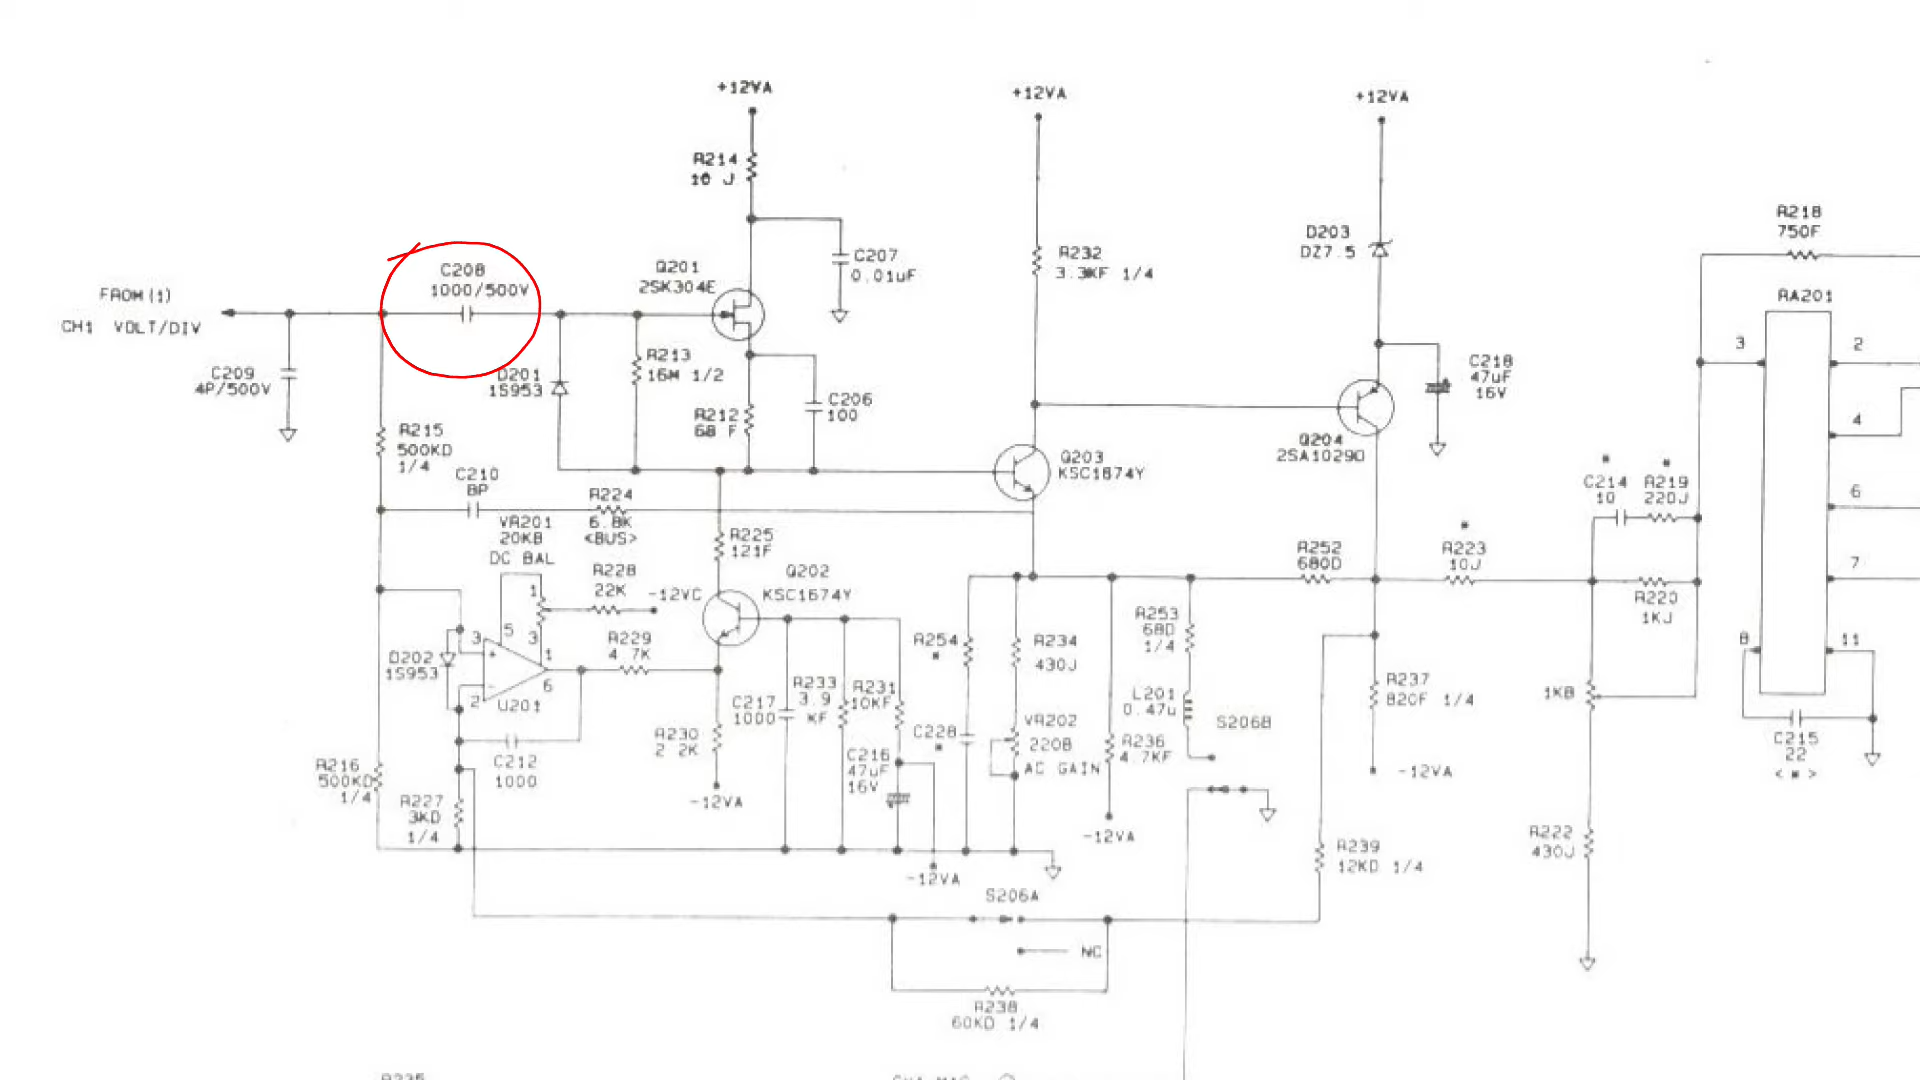 +12VA
+12VA
+12VA
R214
10 J
R218
750F
D203
DZ7.5
C207
0.01uF
R232
3.3KF 1/4
Q201
2SK304E
C208
1000/500V
FROM(1)
CH1 VOLT/DIV
RA201
3
2
R213
16M 1/2
D201
1S953
C209
4P/500V
C206
100
R212
68 F
C218
47uF
16V
4
R215
500KD
1/4
Q204
2SA1029D
Q203
KSC1674Y
C210
BP
R224
6.8K
<BUS>
*
*
C214
10
R219
220J
6
VR201
20KB
DC BAL
R225
121F
*
R223
10J
R252
680D
7
R228
22K
-12VC
Q202
KSC1674Y
R220
1KJ
1
5
3
3
+
-
2
1
6
U201
D202
1S953
R229
4.7K
R254
*
R234
430J
R253
68D
1/4
8
11
R233
3.9
KF
R231
10KF
C217
1000
L201
0.47u
S206B
R237
820F 1/4
1KB
R230
2.2K
C228
*
VR202
220B
AC GAIN
R236
4.7KF
C215
22
<*>
R216
500KD
1/4
C212
1000
C216
47uF
16V
-12VA
-12VA
R227
3KD
1/4
-12VA
R222
430J
R239
12KD 1/4
-12VA
S206A
NC
R238
60KD 1/4